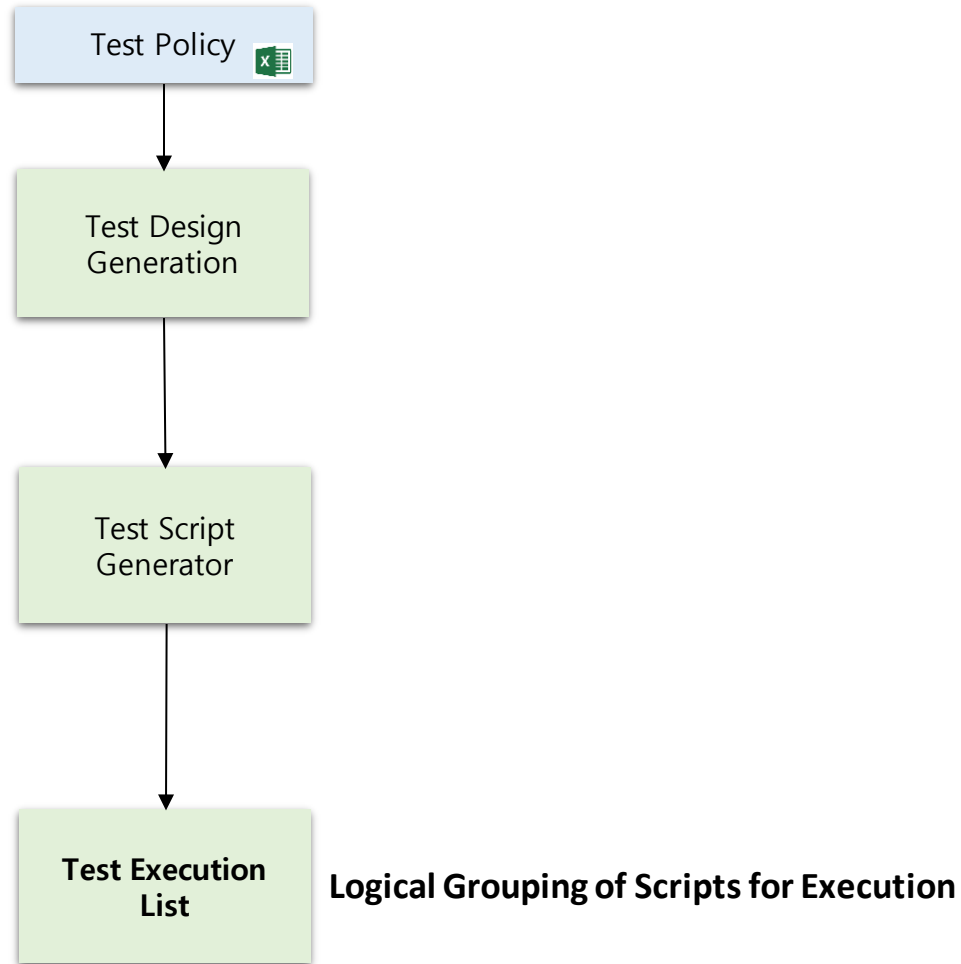 Test Policy
X
Test Design
Generation
Test Script
Generator
Test Execution
List
Logical Grouping of Scripts for Execution